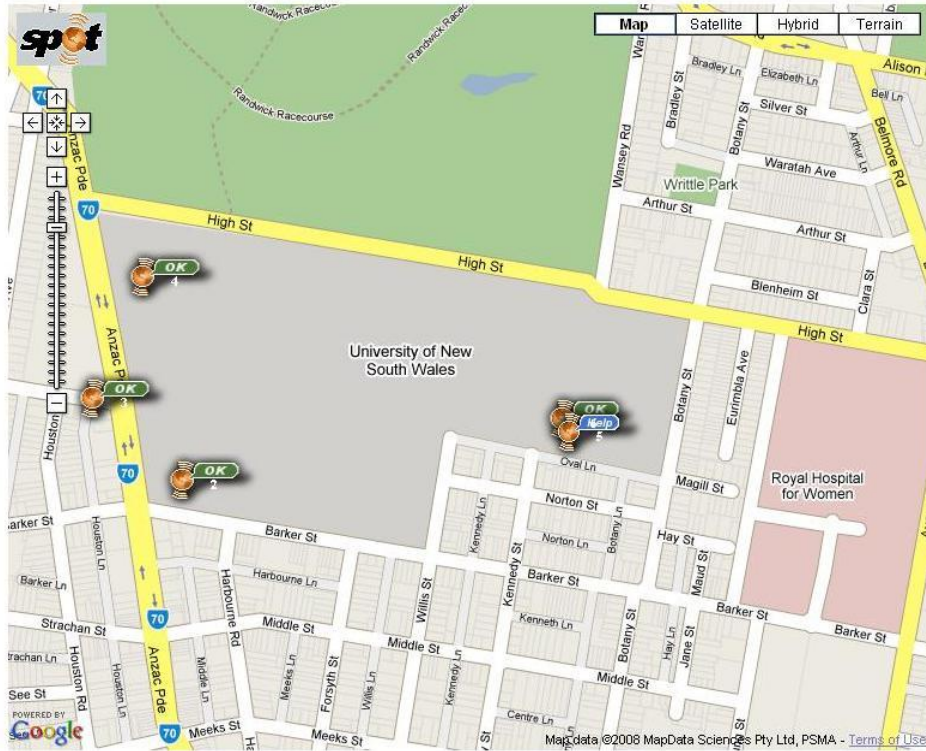 spot
Map
Satellite
Hybrid
Terrain
Randwick Racecourse
Randwick Racecourse
Alison
Bradley Ln
Elizabeth Ln
Bell Ln
Bradley St
Silver St
Botany St
Wansey Rd
Arthur Ln
Belmore Rd
Waratah Ave
Writtle Park
Arthur St
Arthur St
70
Anzac Pde
70
High St
High St
Clara St
Blenheim St
High St
OK
4
Anzac Pde
University of New
South Wales
Botany St
Eurimbla Ave
OK
3
OK
Help
5
Houston
70
OK
2
Oval Ln
Magill St
Royal Hospital
for Women
Norton St
Kennedy Ln
Botany Ln
Barker St
Barker St
Hay St
Norton Ln
Houston Ln
Kennedy St
Maud St
Barker Ln
Harbourne Ln
Willis St
Barker St
Barker St
Barker St
70
Harbourne Rd
Kenneth Ln
Strachan St
Middle St
Botany St
Hay Ln
Jane St
Middle St
Strachan Ln
Houston Rd
Houston Ln
Anzac Pde
Middle Ln
Meeks Ln
Forsyth St
Willis Ln
Kennedy Ln
Middle St
See St
Centre Ln
POWERED BY
Google
70
Meeks St
Meeks St
Map data ©2008 MapData Sciences Pty Ltd, PSMA - Terms of Use